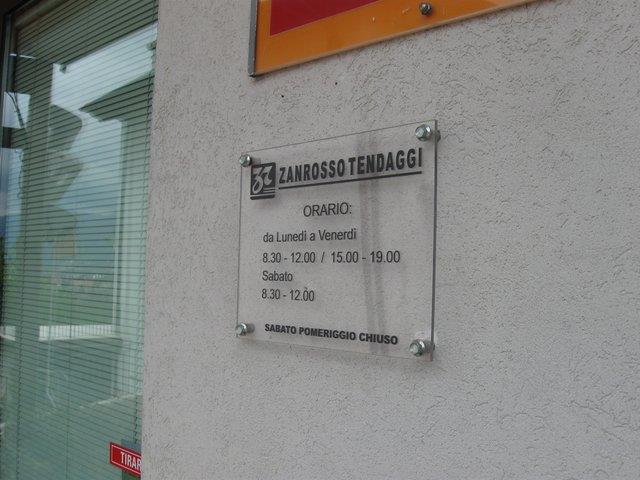 ZANROSSO TENDAGGI
ORARIO:
da Lunedì a Venerdì
8.30 - 12.00 / 15.00 - 19.00
Sabato
8.30 - 12.00
SABATO POMERIGGIO CHIUSO
TIRAR